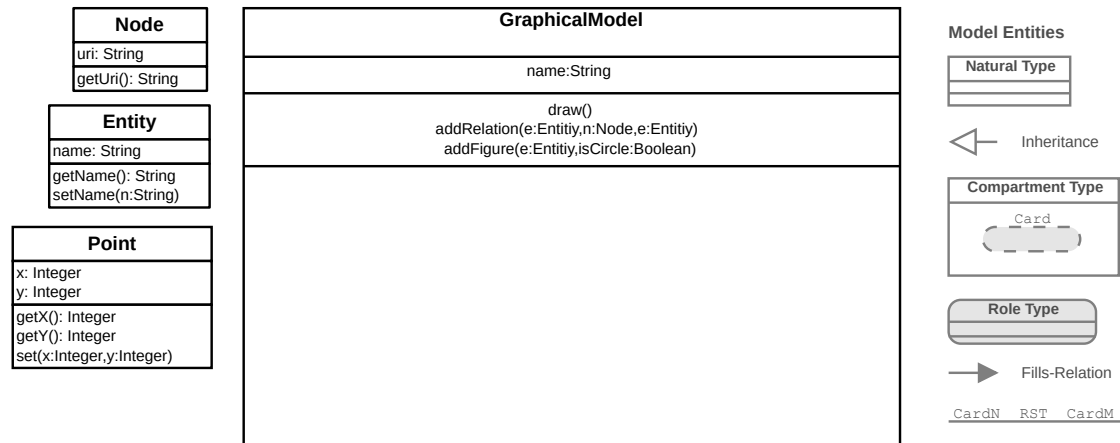 Node
uri: String
getUri(): String
Entity
name: String
getName(): String
setName(n:String)
Point
x: Integer
y: Integer
getX(): Integer
getY(): Integer
set(x:Integer,y:Integer)
GraphicalModel
name:String
draw()
addRelation(e:Entitiy,n:Node,e:Entitiy)
addFigure(e:Entitiy,isCircle:Boolean)
Model Entities
Natural Type
Inheritance
Compartment Type
Card
Role Type
Fills-Relation
CardN RST CardM